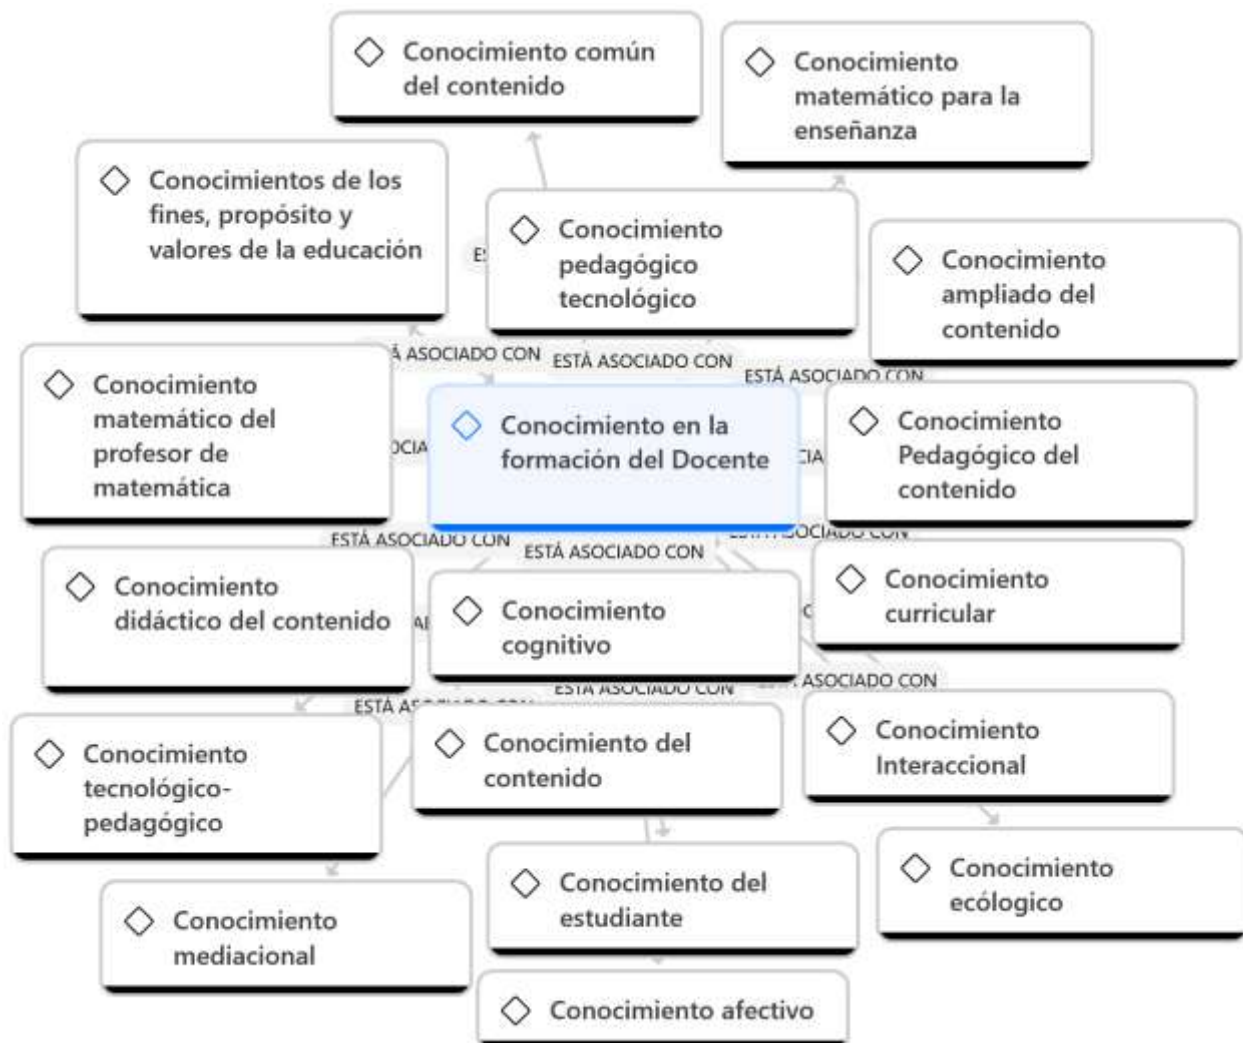 Conocimiento común
del contenido
Conocimiento
matemático para la
enseñanza
Conocimientos de los
fines, propósito y
valores de la educación
Conocimiento
pedagógico
tecnológico
Conocimiento
ampliado del
contenido
ASOCIADO CON
ESTÁ ASOCIADO CON
ESTÁ ASOCIADO CON
Conocimiento
matemático del
profesor de
matemática
Conocimiento en la
formación del Docente
Conocimiento
Pedagógico del
contenido
ESTÁ ASOCIADO CON
ESTÁ ASOCIADO CON
ASOCIADO CON
Conocimiento
didáctico del contenido
Conocimiento
cognitivo
Conocimiento
curricular
ESTÁ ASOCIADO CON
ASOCIADO CON
ESTÁ
Conocimiento
tecnológico-
pedagógico
Conocimiento del
contenido
Conocimiento
Interaccional
Conocimiento
mediacional
Conocimiento del
estudiante
Conocimiento
ecólogico
Conocimiento afectivo